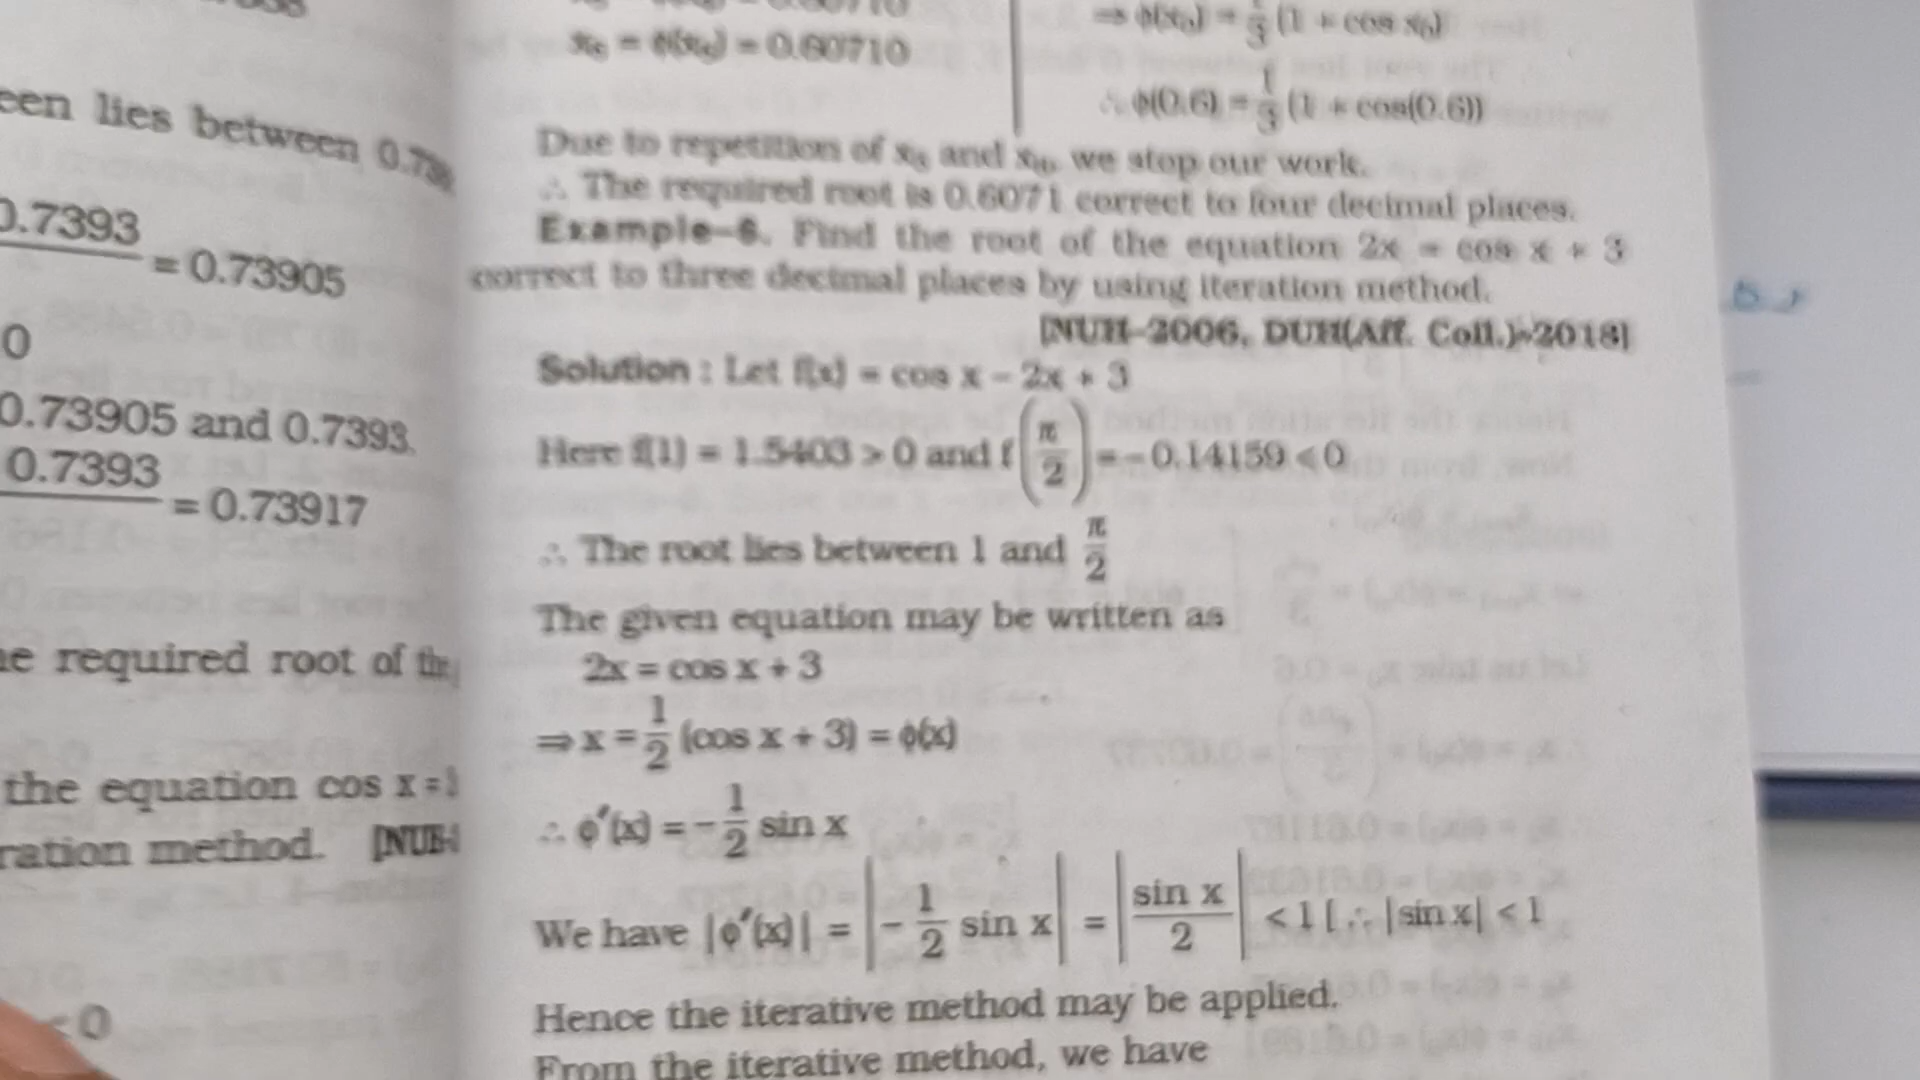 een lies between 0.73
0.7393
= 0.73905
0
0.73905 and 0.7393.
0.7393
= 0.73917
e required root of the
the equation cos x =
ration method. [NUH-
< 0
= 0.60710
⇒ φ(x₀) = 1/3 (1 + cos x₀)
∴ φ(0.6) = 1/3 (1 + cos(0.6))
Due to repetition of and we stop our work.
∴ The required root is 0.6071 correct to four decimal places.
Example–6. Find the root of the equation 2x = cos x + 3
correct to three decimal places by using iteration method.
[NUH-2006, DUH(Aff. Coll.)-2018]
Solution : Let f(x) = cos x – 2x + 3
Here f(1) = 1.5403 > 0 and f(π/2) = – 0.14159 < 0
∴ The root lies between 1 and π/2
The given equation may be written as
2x = cos x + 3
⇒ x = 1/2 (cos x + 3) = φ(x)
∴ φ′(x) = – 1/2 sin x
We have |φ′(x)| = |– 1/2 sin x| = |sin x / 2| < 1 [∴ |sin x| < 1
Hence the iterative method may be applied.
From the iterative method, we have